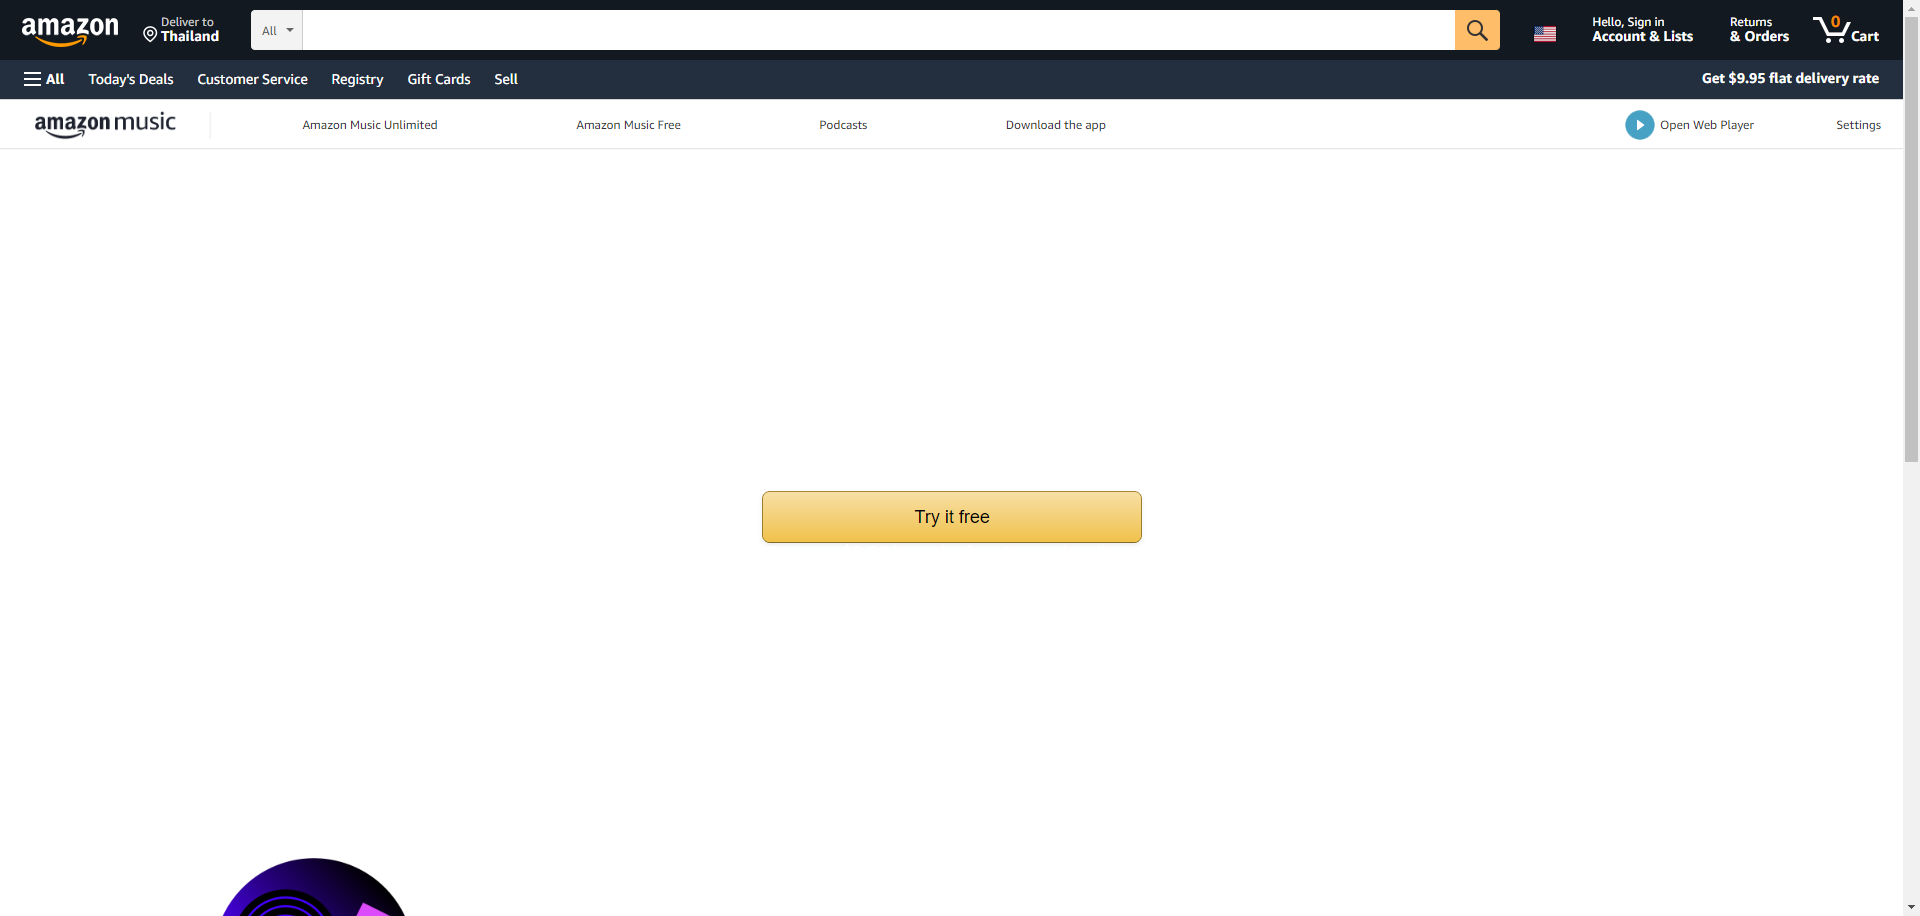 amazon
Deliver to
Thailand
All
Hello, Sign in
Account & Lists
Returns
& Orders
0
Cart
All
Today's Deals
Customer Service
Registry
Gift Cards
Sell
Get $9.95 flat delivery rate
amazon music
Amazon Music Unlimited
Amazon Music Free
Podcasts
Download the app
Open Web Player
Settings
Try it free